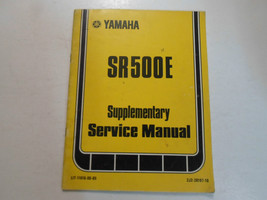 YAMAHA
SR500E
Supplementary
Service Manual